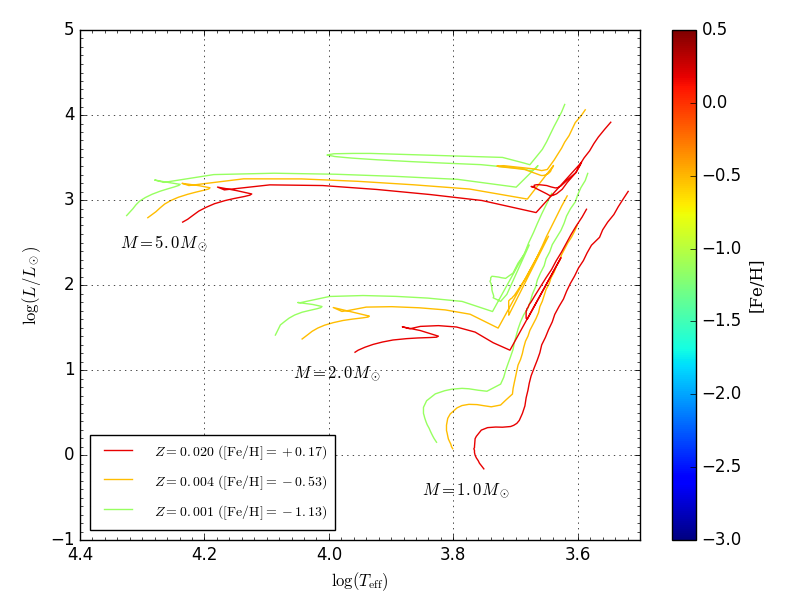 5
4
3
2
1
0
−1
log(L/L⊙)
M=5.0M⊙
M=2.0M⊙
M=1.0M⊙
Z=0.020 ([Fe/H]=+0.17)
Z=0.004 ([Fe/H]=−0.53)
Z=0.001 ([Fe/H]=−1.13)
4.4 4.2 4.0 3.8 3.6
log(Teff)
0.5
0.0
−0.5
−1.0
−1.5
−2.0
−2.5
−3.0
[Fe/H]